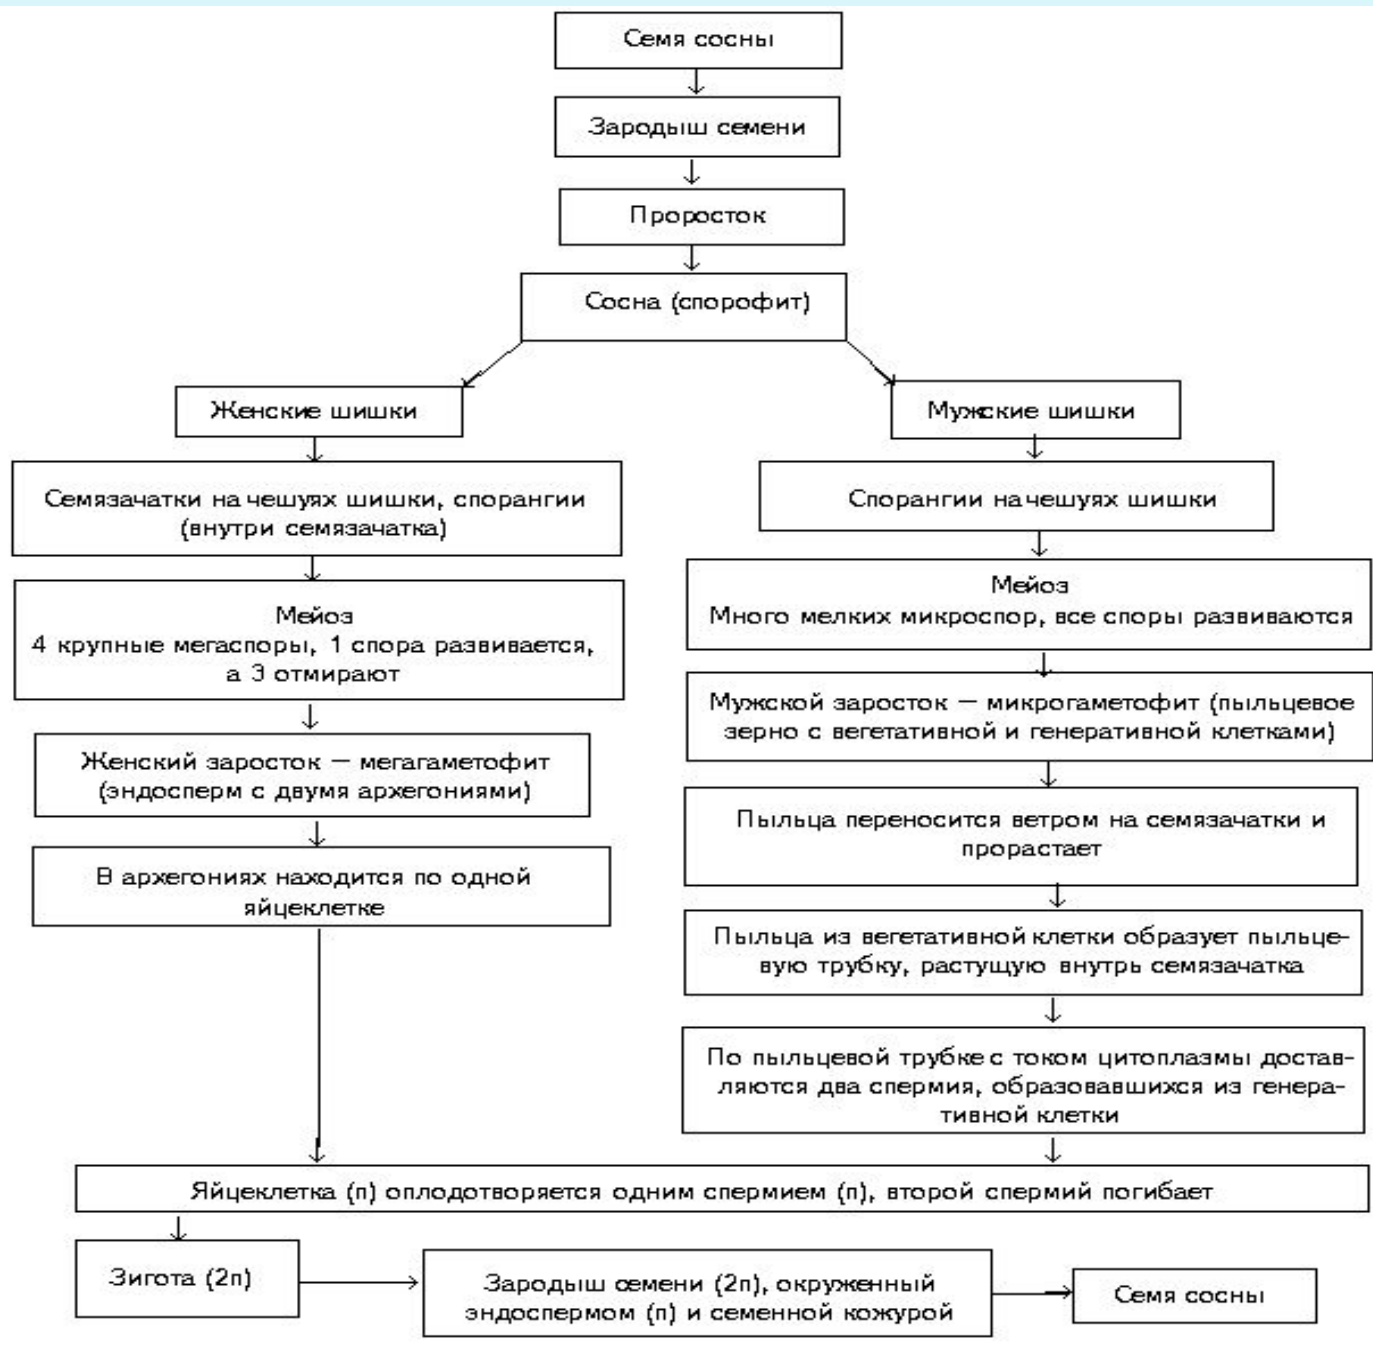 Семя сосны
Зародыш семени
Проросток
Сосна (спорофит)
Женские шишки
Семязачатки на чешуях шишки, спорангии
(внутри семязачатка)
Мейоз
4 крупные мегаспоры, 1 спора развивается,
а 3 отмирают
Женский заросток — мегагаметофит
(эндосперм с двумя архегониями)
В архегониях находится по одной
яйцеклетке
Мужские шишки
Спорангии на чешуях шишки
Мейоз
Много мелких микроспор, все споры развиваются
Мужской заросток — микрогаметофит (пыльцевое
зерно с вегетативной и генеративной клетками)
Пыльца переносится ветром на семязачатки и
прорастает
Пыльца из вегетативной клетки образует пыльце-
вую трубку, растущую внутрь семязачатка
По пыльцевой трубке с током цитоплазмы достав-
ляются два спермия, образовавшихся из генера-
тивной клетки
Яйцеклетка (п) оплодотворяется одним спермием (п), второй спермий погибает
Зигота (2п)
Зародыш семени (2п), окруженный
эндоспермом (п) и семенной кожурой
Семя сосны